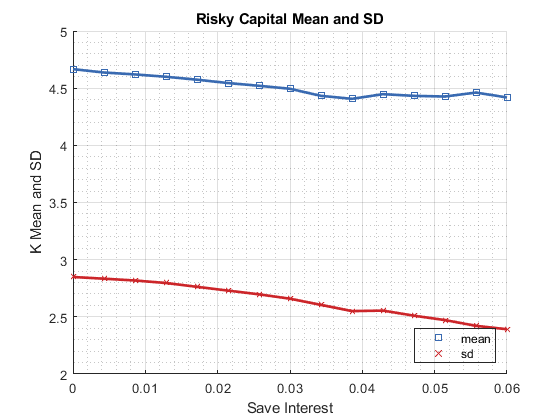 Risky Capital Mean and SD
5
4.5
4
3.5
3
2.5
2
K Mean and SD
mean
sd
0 0.01 0.02 0.03 0.04 0.05 0.06
Save Interest